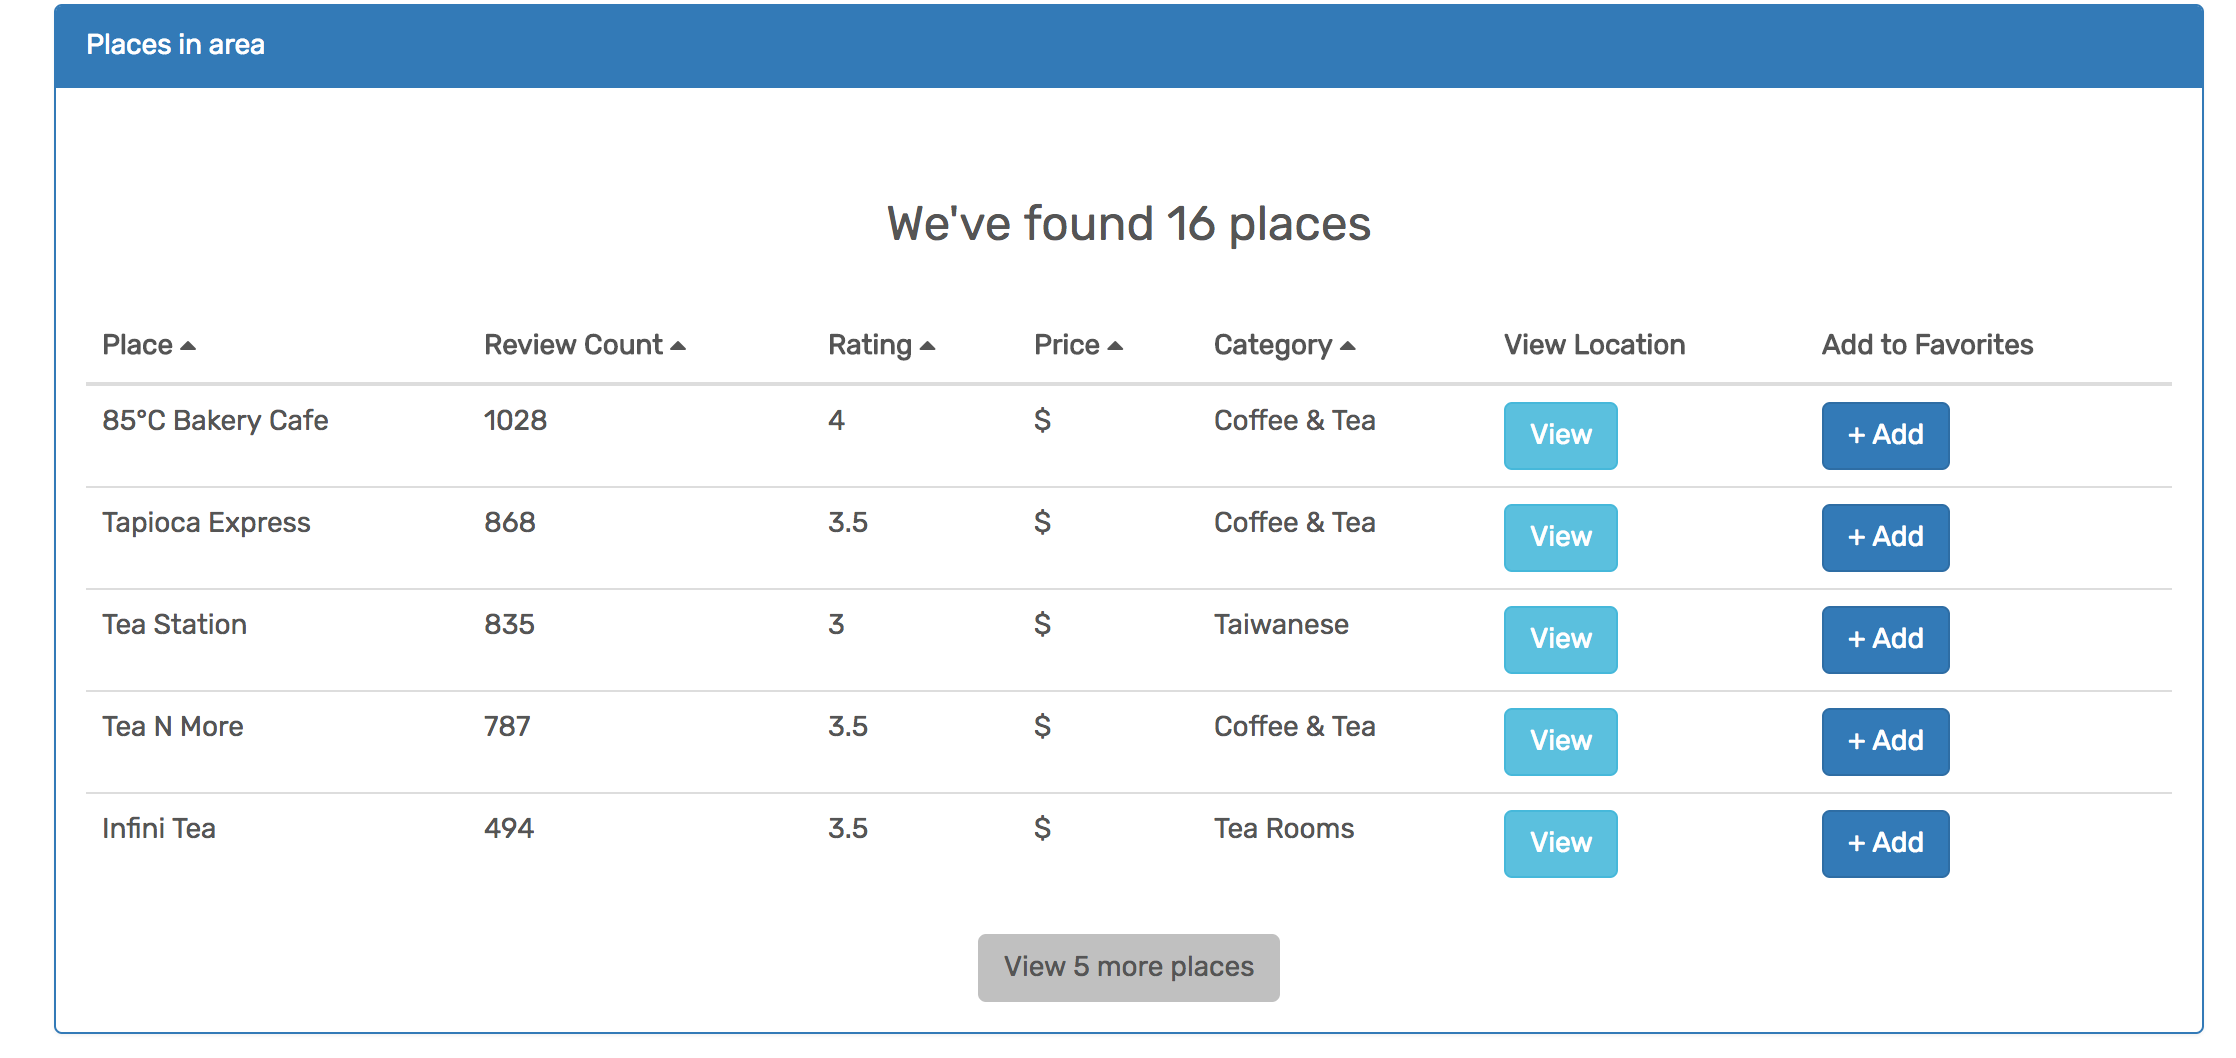 Places in area
We've found 16 places
Place Review Count Rating Price Category View Location Add to Favorites
85°C Bakery Cafe 1028 4 $ Coffee & Tea View + Add
Tapioca Express 868 3.5 $ Coffee & Tea View + Add
Tea Station 835 3 $ Taiwanese View + Add
Tea N More 787 3.5 $ Coffee & Tea View + Add
Infini Tea 494 3.5 $ Tea Rooms View + Add
View 5 more places